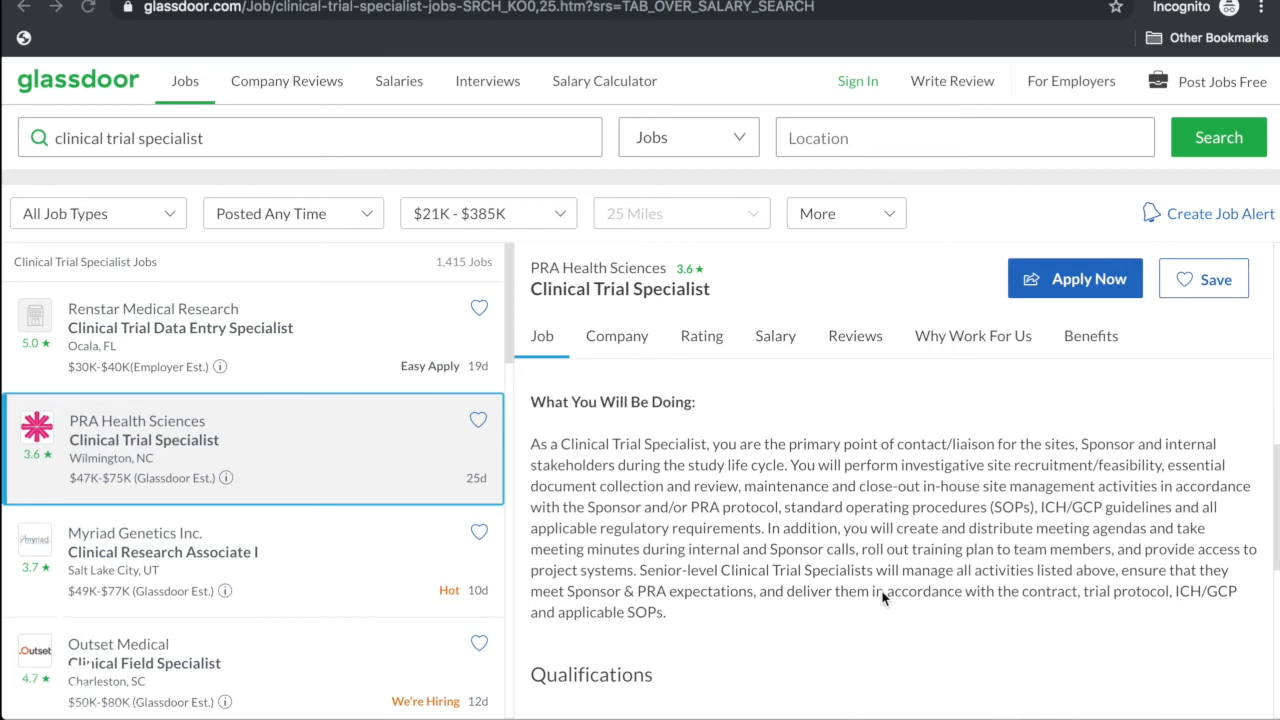 glassdoor.com/Job/clinical-trial-specialist-jobs-SRCH_KO0,25.htm?srs=TAB_OVER_SALARY_SEARCH
Incognito
Other Bookmarks
glassdoor
Jobs
Company Reviews
Salaries
Interviews
Salary Calculator
Sign In
Write Review
For Employers
Post Jobs Free
clinical trial specialist
Jobs
Location
Search
All Job Types
Posted Any Time
$21K - $385K
25 Miles
More
Create Job Alert
Clinical Trial Specialist Jobs
1,415 Jobs
Renstar Medical Research
Clinical Trial Data Entry Specialist
5.0 ★
Ocala, FL
$30K-$40K(Employer Est.)
Easy Apply 19d
PRA Health Sciences
Clinical Trial Specialist
3.6 ★
Wilmington, NC
$47K-$75K (Glassdoor Est.)
25d
Myriad Genetics Inc.
Clinical Research Associate I
myriad
3.7 ★
Salt Lake City, UT
$49K-$77K (Glassdoor Est.)
Hot 10d
Outset Medical
Clinical Field Specialist
.Outset
4.7 ★
Charleston, SC
$50K-$80K (Glassdoor Est.)
We're Hiring 12d
PRA Health Sciences 3.6 ★
Clinical Trial Specialist
Apply Now
Save
Job
Company
Rating
Salary
Reviews
Why Work For Us
Benefits
What You Will Be Doing:
As a Clinical Trial Specialist, you are the primary point of contact/liaison for the sites, Sponsor and internal
stakeholders during the study life cycle. You will perform investigative site recruitment/feasibility, essential
document collection and review, maintenance and close-out in-house site management activities in accordance
with the Sponsor and/or PRA protocol, standard operating procedures (SOPs), ICH/GCP guidelines and all
applicable regulatory requirements. In addition, you will create and distribute meeting agendas and take
meeting minutes during internal and Sponsor calls, roll out training plan to team members, and provide access to
project systems. Senior-level Clinical Trial Specialists will manage all activities listed above, ensure that they
meet Sponsor & PRA expectations, and deliver them in accordance with the contract, trial protocol, ICH/GCP
and applicable SOPs.
Qualifications